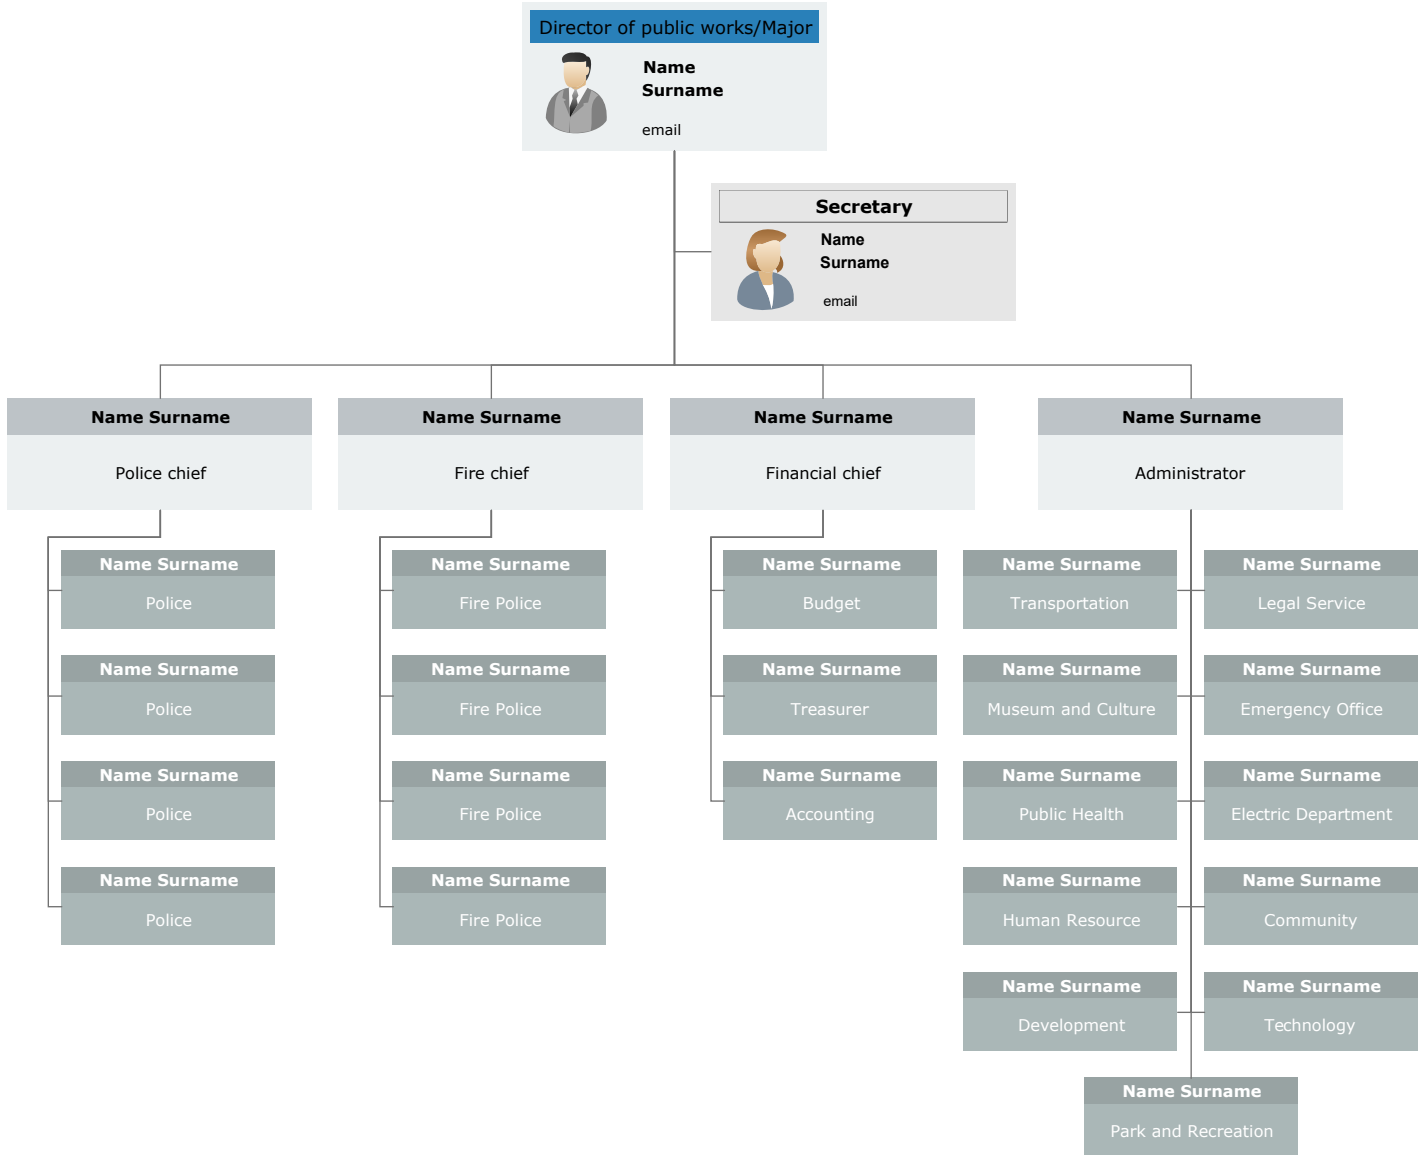 Director of public works/Major
Name
Surname
email
Secretary
Name
Surname
email
Name Surname
Police chief
Name Surname
Fire chief
Name Surname
Financial chief
Name Surname
Administrator
Name Surname
Police
Name Surname
Police
Name Surname
Police
Name Surname
Police
Name Surname
Fire Police
Name Surname
Fire Police
Name Surname
Fire Police
Name Surname
Fire Police
Name Surname
Budget
Name Surname
Treasurer
Name Surname
Accounting
Name Surname
Transportation
Name Surname
Legal Service
Name Surname
Museum and Culture
Name Surname
Emergency Office
Name Surname
Public Health
Name Surname
Electric Department
Name Surname
Human Resource
Name Surname
Community
Name Surname
Development
Name Surname
Technology
Name Surname
Park and Recreation